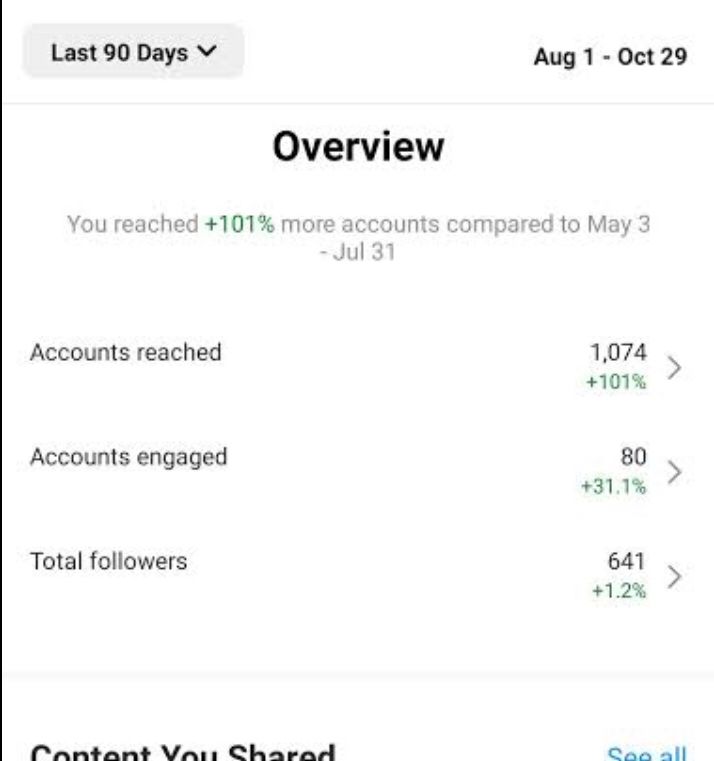 Last 90 Days
Aug 1 - Oct 29
Overview
You reached +101% more accounts compared to May 3
- Jul 31
Accounts reached
1,074
+101%
Accounts engaged
80
+31.1%
Total followers
641
+1.2%
Content You Shared
See all